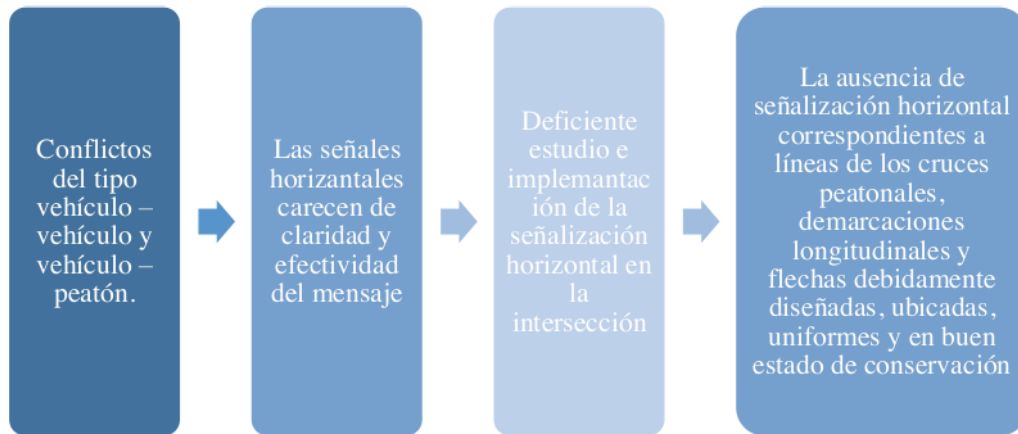 Conflictos
del tipo
vehículo –
vehículo y
vehículo –
peatón.
Las señales
horizantales
carecen de
claridad y
efectividad
del mensaje
Deficiente
estudio e
implemantac
ión de la
señalización
horizontal en
la
intersección
La ausencia de
señalización horizontal
correspondientes a
líneas de los cruces
peatonales,
demarcaciones
longitudinales y
flechas debidamente
diseñadas, ubicadas,
uniformes y en buen
estado de conservación